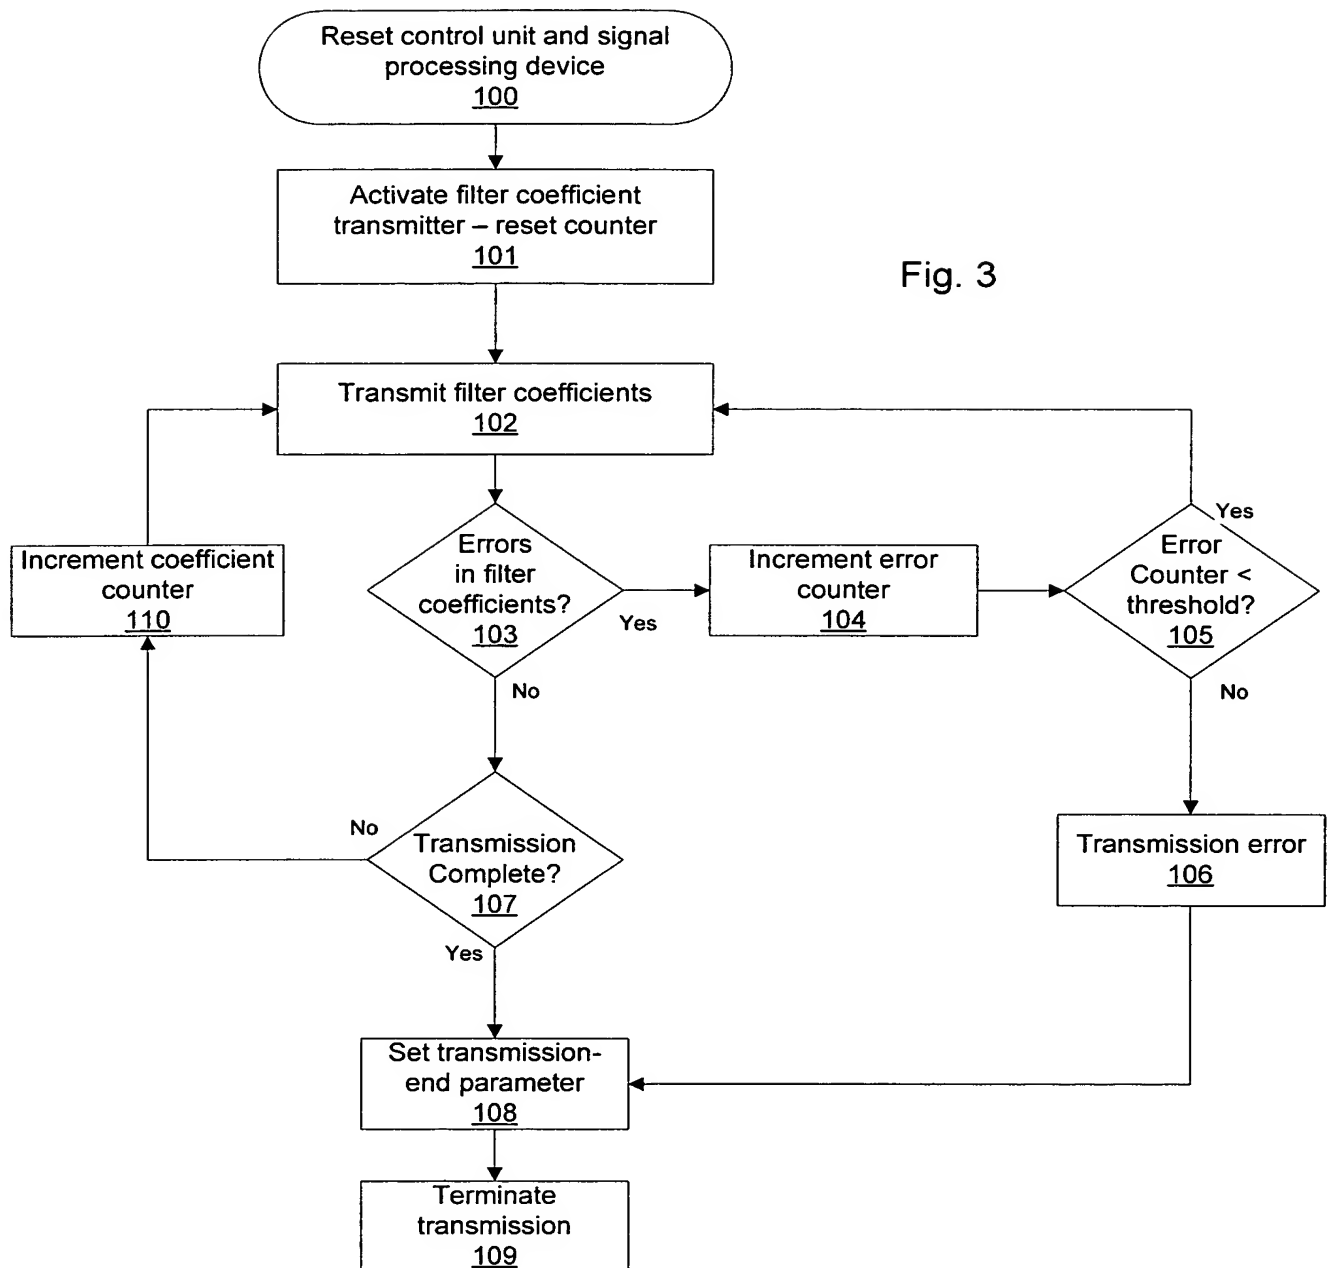 Reset control unit and signal
processing device
100
Activate filter coefficient
transmitter – reset counter
101
Fig. 3
Transmit filter coefficients
102
Increment coefficient
counter
110
Errors
in filter
coefficients?
103
Yes
Increment error
counter
104
Yes
Error
Counter <
threshold?
105
No
No
Transmission error
106
No
Transmission
Complete?
107
Yes
Set transmission-
end parameter
108
Terminate
transmission
109